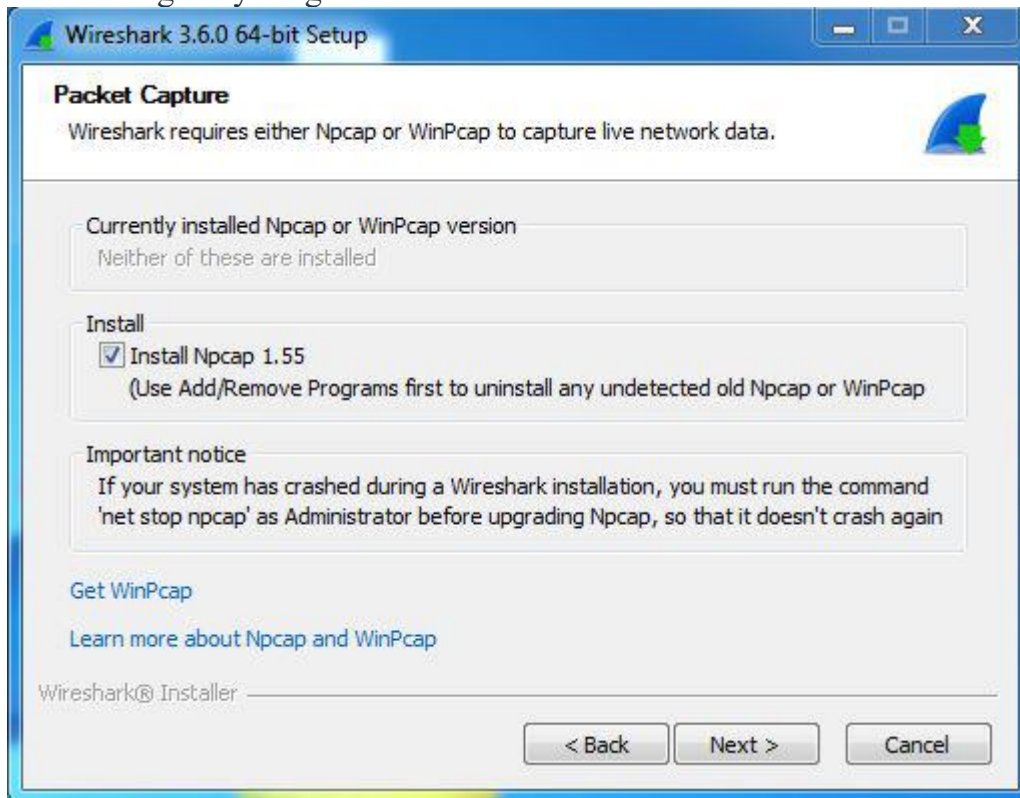 Wireshark 3.6.0 64-bit Setup
Packet Capture
Wireshark requires either Npcap or WinPcap to capture live network data.
Currently installed Npcap or WinPcap version
Neither of these are installed
Install
Install Npcap 1.55
(Use Add/Remove Programs first to uninstall any undetected old Npcap or WinPcap
Important notice
If your system has crashed during a Wireshark installation, you must run the command
'net stop npcap' as Administrator before upgrading Npcap, so that it doesn't crash again
Get WinPcap
Learn more about Npcap and WinPcap
Wireshark® Installer
< Back Next > Cancel